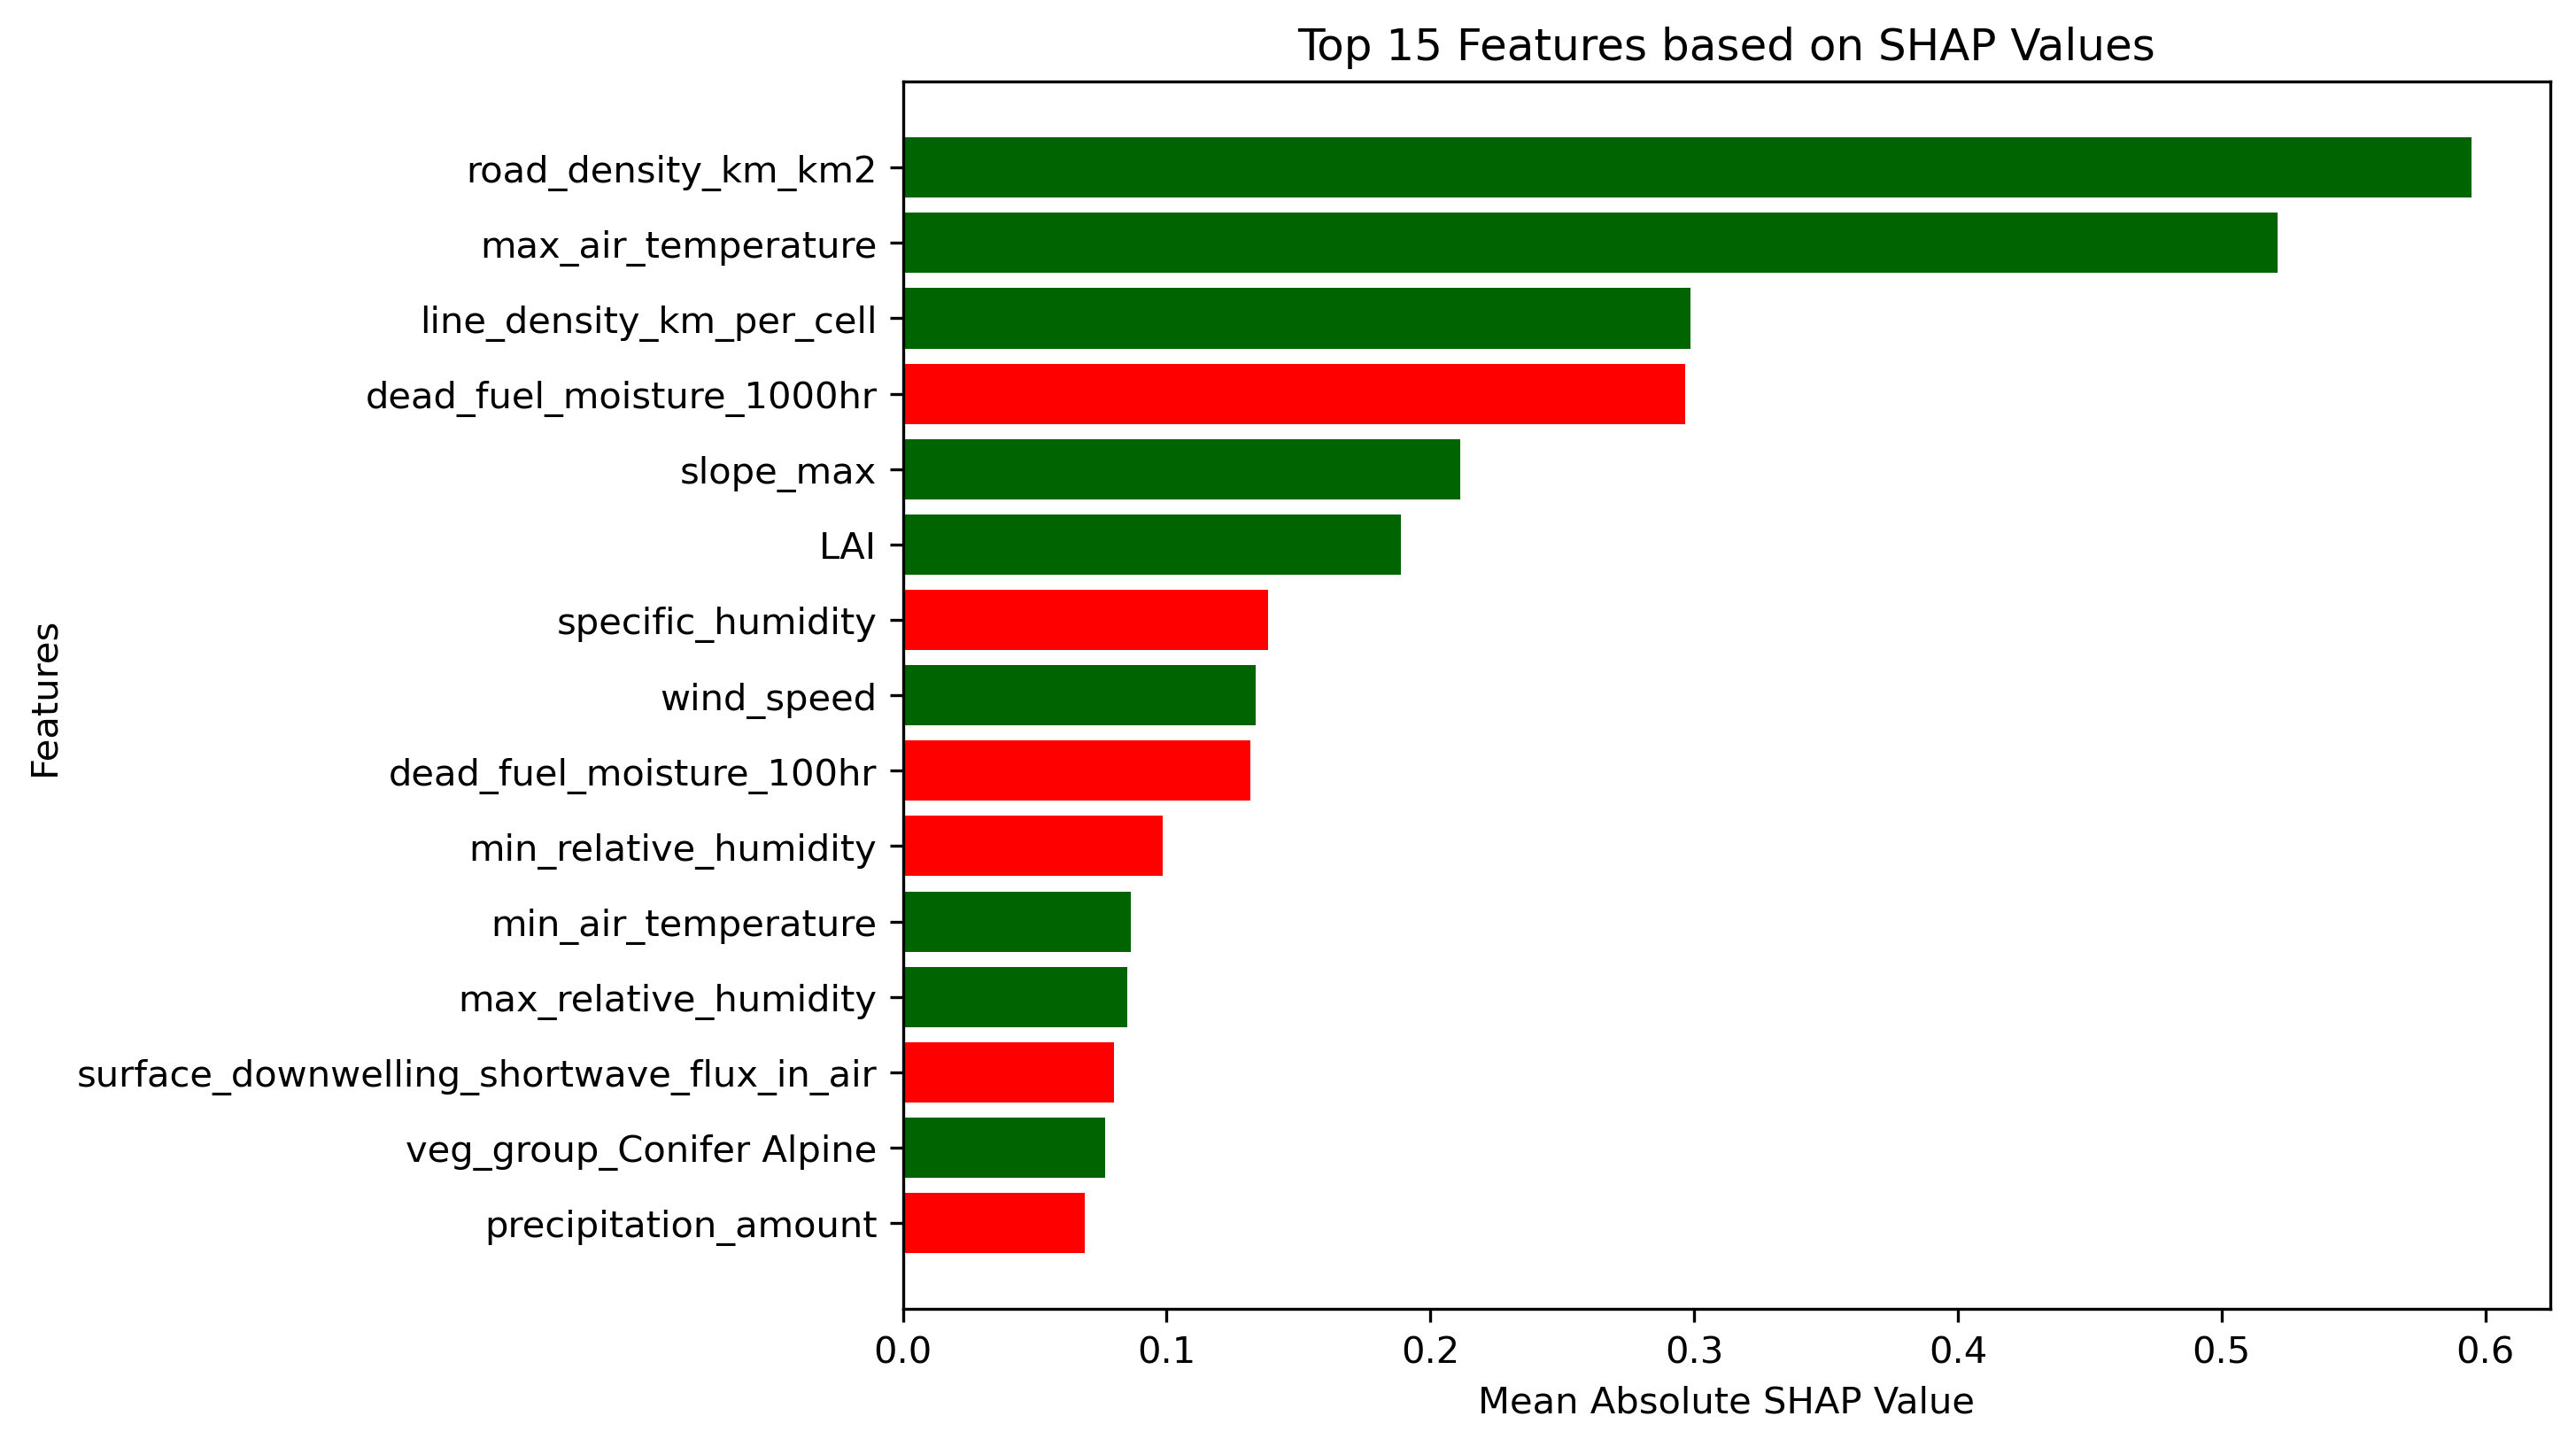 Top 15 Features based on SHAP Values
Features
road_density_km_km2
max_air_temperature
line_density_km_per_cell
dead_fuel_moisture_1000hr
slope_max
LAI
specific_humidity
wind_speed
dead_fuel_moisture_100hr
min_relative_humidity
min_air_temperature
max_relative_humidity
surface_downwelling_shortwave_flux_in_air
veg_group_Conifer Alpine
precipitation_amount
0.0 0.1 0.2 0.3 0.4 0.5 0.6
Mean Absolute SHAP Value